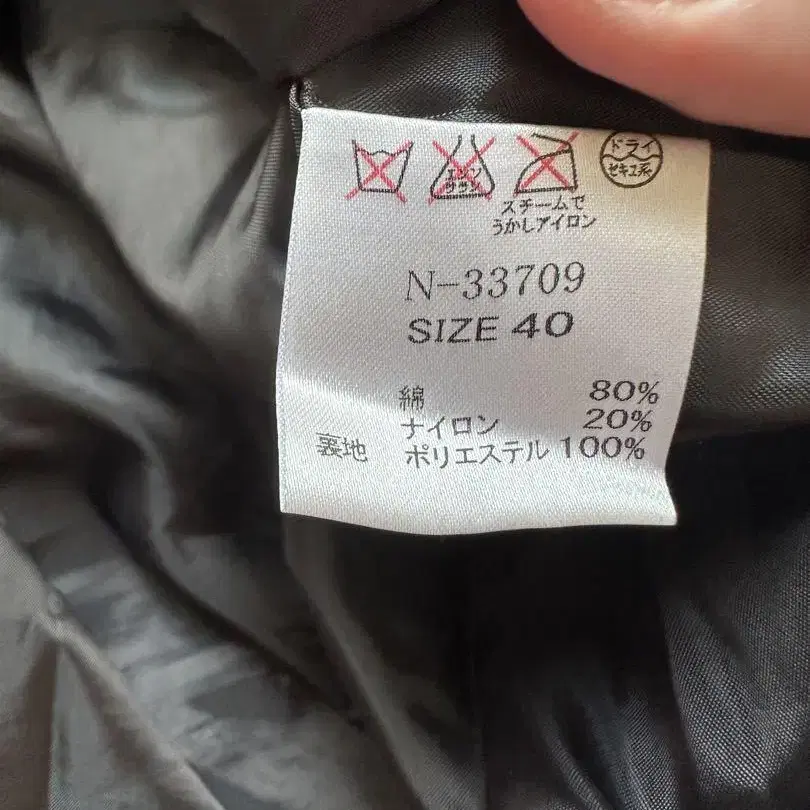 エンソ
サラシ
ドライ
セキユ系
スチームで
うかしアイロン
N-33709
SIZE 40
綿 80%
ナイロン 20%
裏地 ポリエステル 100%